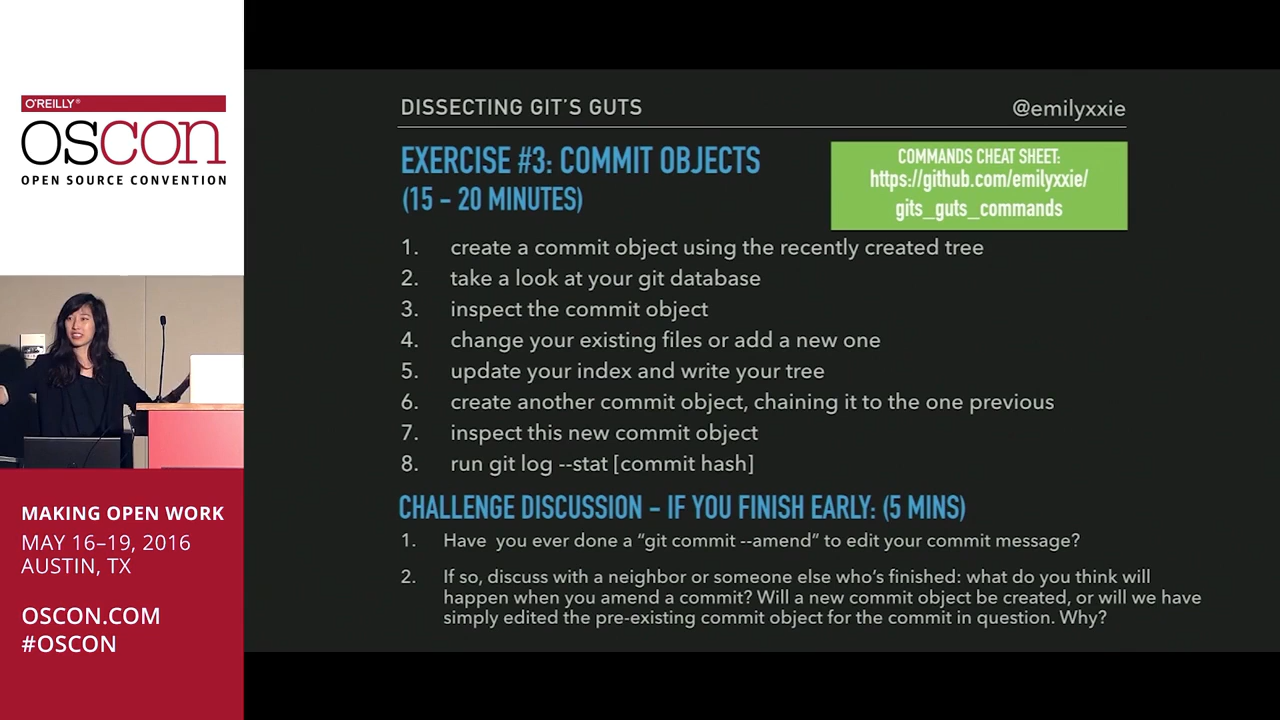 O'REILLY®
OSCON
OPEN SOURCE CONVENTION
MAKING OPEN WORK
MAY 16–19, 2016
AUSTIN, TX
OSCON.COM
#OSCON
DISSECTING GIT'S GUTS
@emilyxxie
EXERCISE #3: COMMIT OBJECTS
(15 – 20 MINUTES)
COMMANDS CHEAT SHEET:
https://github.com/emilyxxie/
gits_guts_commands
1. create a commit object using the recently created tree
2. take a look at your git database
3. inspect the commit object
4. change your existing files or add a new one
5. update your index and write your tree
6. create another commit object, chaining it to the one previous
7. inspect this new commit object
8. run git log --stat [commit hash]
CHALLENGE DISCUSSION – IF YOU FINISH EARLY: (5 MINS)
1. Have you ever done a “git commit --amend” to edit your commit message?
2. If so, discuss with a neighbor or someone else who’s finished: what do you think will
happen when you amend a commit? Will a new commit object be created, or will we have
simply edited the pre-existing commit object for the commit in question. Why?